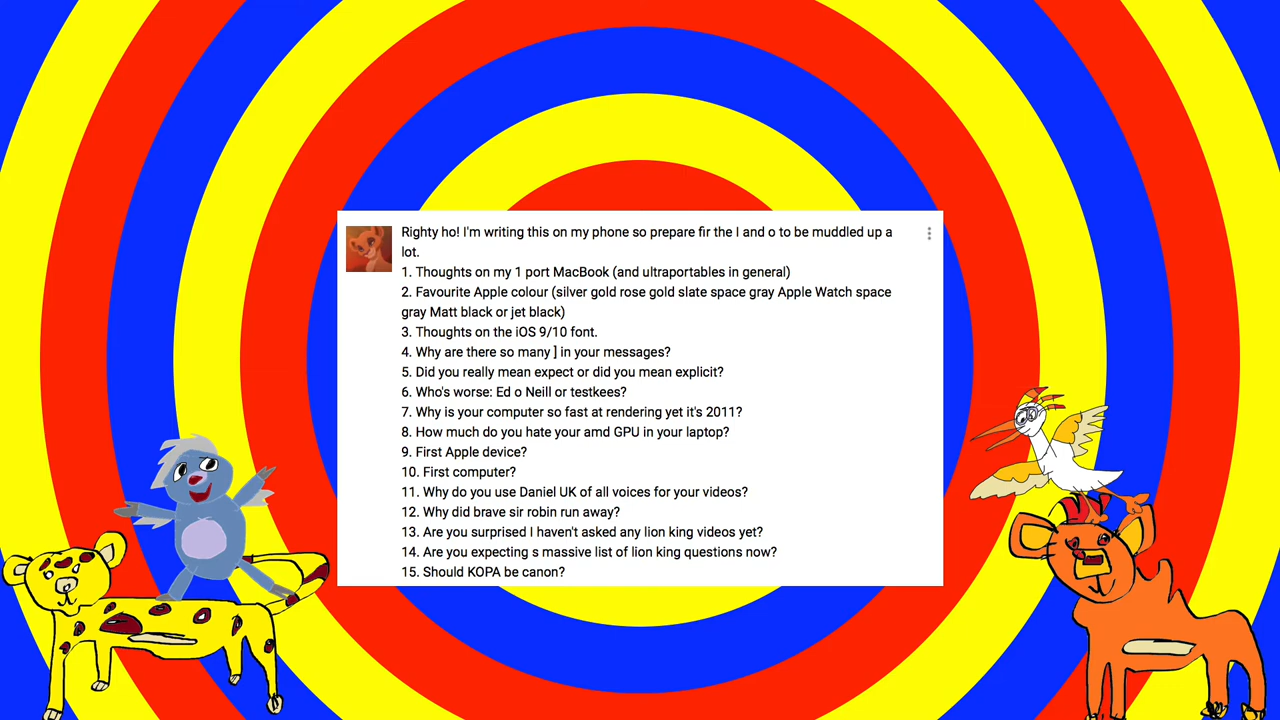 Righty ho! I'm writing this on my phone so prepare fir the I and o to be muddled up a
lot.
1. Thoughts on my 1 port MacBook (and ultraportables in general)
2. Favourite Apple colour (silver gold rose gold slate space gray Apple Watch space
gray Matt black or jet black)
3. Thoughts on the iOS 9/10 font.
4. Why are there so many ] in your messages?
5. Did you really mean expect or did you mean explicit?
6. Who's worse: Ed o Neill or testkees?
7. Why is your computer so fast at rendering yet it's 2011?
8. How much do you hate your amd GPU in your laptop?
9. First Apple device?
10. First computer?
11. Why do you use Daniel UK of all voices for your videos?
12. Why did brave sir robin run away?
13. Are you surprised I haven't asked any lion king videos yet?
14. Are you expecting s massive list of lion king questions now?
15. Should KOPA be canon?